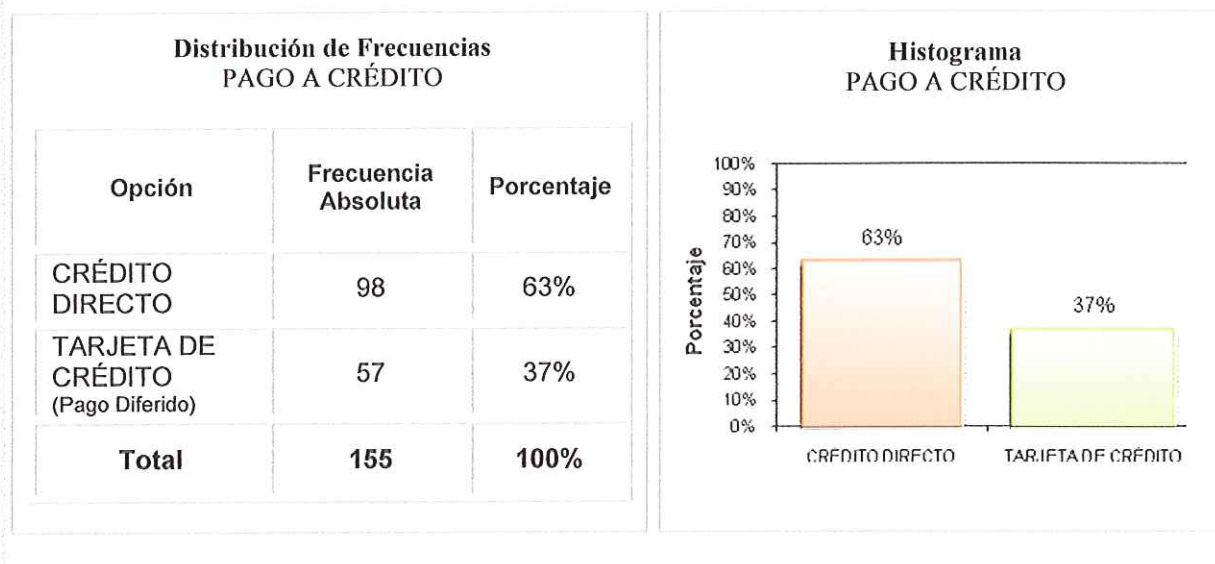 Distribución de Frecuencias
PAGO A CRÉDITO
Opción
Frecuencia
Absoluta
Porcentaje
CRÉDITO
DIRECTO
98
63%
TARJETA DE
CRÉDITO
(Pago Diferido)
57
37%
Total
155
100%
Histograma
PAGO A CRÉDITO
Porcentaje
100%
90%
80%
70%
60%
50%
40%
30%
20%
10%
0%
63%
37%
CRÉDITO DIRECTO
TARJETA DE CRÉDITO